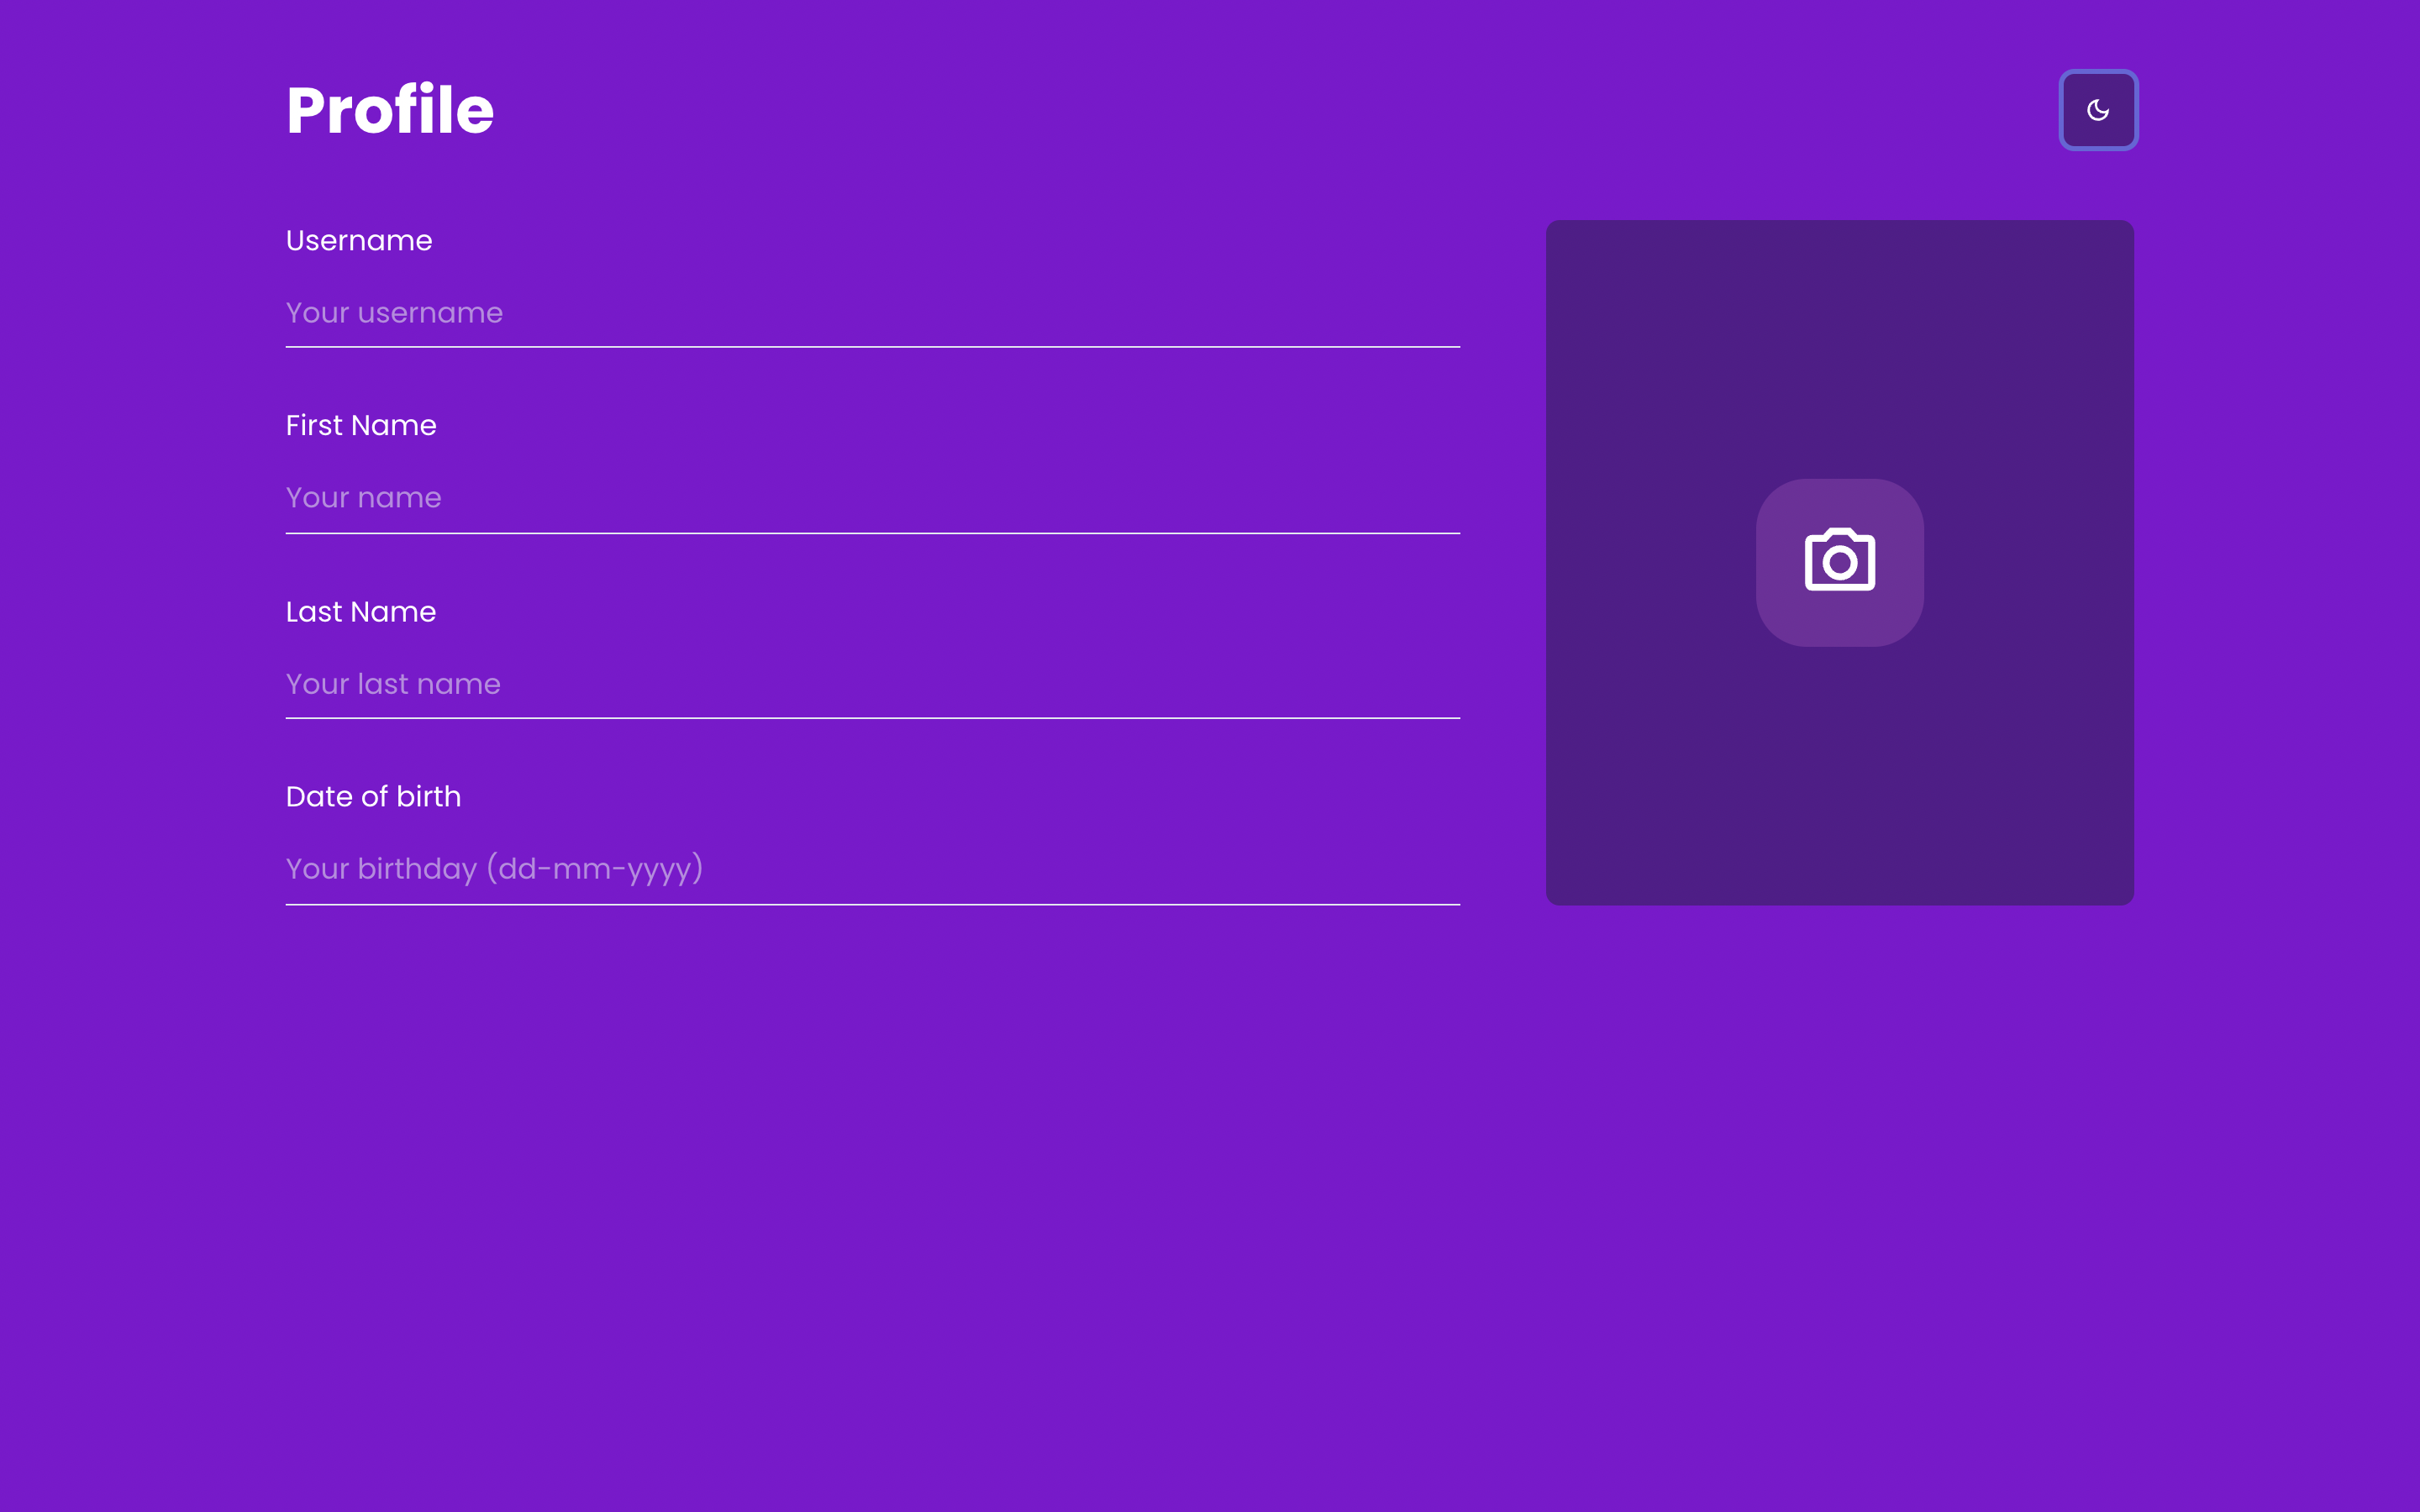 Profile
Username
Your username
First Name
Your name
Last Name
Your last name
Date of birth
Your birthday (dd-mm-yyyy)